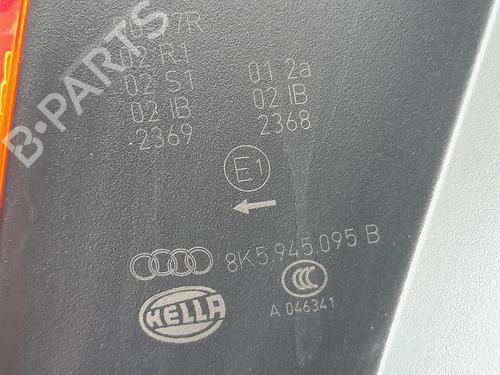 02 R1
02 S1 01 2a
02 IB 02 IB
2369 2368
E1
8K5.945.095 B
HELLA
CCC
A 046341
B-PARTS